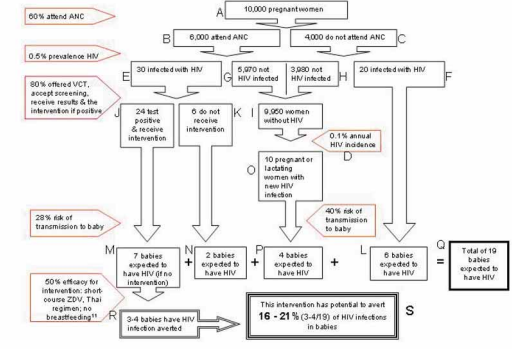 A
10,000 pregnant women
60% attend ANC
B
6,000 attend ANC
4,000 do not attend ANC
C
0.5% prevalence HIV
E
30 infected with HIV
G
5,970 not
HIV infected
3,980 not
HIV infected
H
20 infected with HIV
F
80% offered VCT,
accept screening,
receive results & the
intervention if positive
J
24 test
positive
& receive
intervention
6 do not
receive
intervention
K
I
9,950 women
without HIV
0.1% annual
HIV incidence
D
O
10 pregnant or
lactating
women with
new HIV
infection
28% risk of
transmission to
baby
40% risk of
transmission
to baby
M
7 babies
expected to
have HIV (if no
intervention)
+
N
2 babies
expected to
have HIV
+
P
4 babies
expected to
have HIV
+
L
6 babies
expected to
have HIV
=
Q
Total of 19
babies
expected to
have HIV
50% efficacy for
intervention: short-
course ZDV, Thai
regimen; no
breastfeeding¹¹
R
3-4 babies have HIV
infection averted
This intervention has potential to avert
16 - 21% (3-4/19) of HIV infections
in babies
S